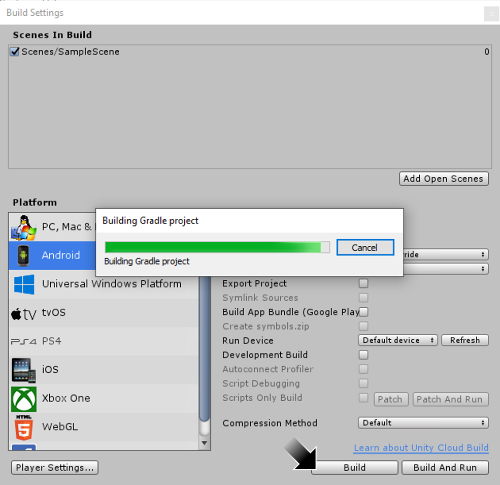 Build Settings
Scenes In Build
Scenes/SampleScene 0
Add Open Scenes
Platform
PC, Mac &
Building Gradle project
Building Gradle project
Cancel
Android
Universal Windows Platform
tvOS
PS4
iOS
Xbox One
HTML
WebGL
Export Project
Symlink Sources
Build App Bundle (Google Play
Create symbols.zip
Run Device Default device Refresh
Development Build
Autoconnect Profiler
Script Debugging
Scripts Only Build Patch Patch And Run
Compression Method Default
Learn about Unity Cloud Build
Player Settings... Build Build And Run